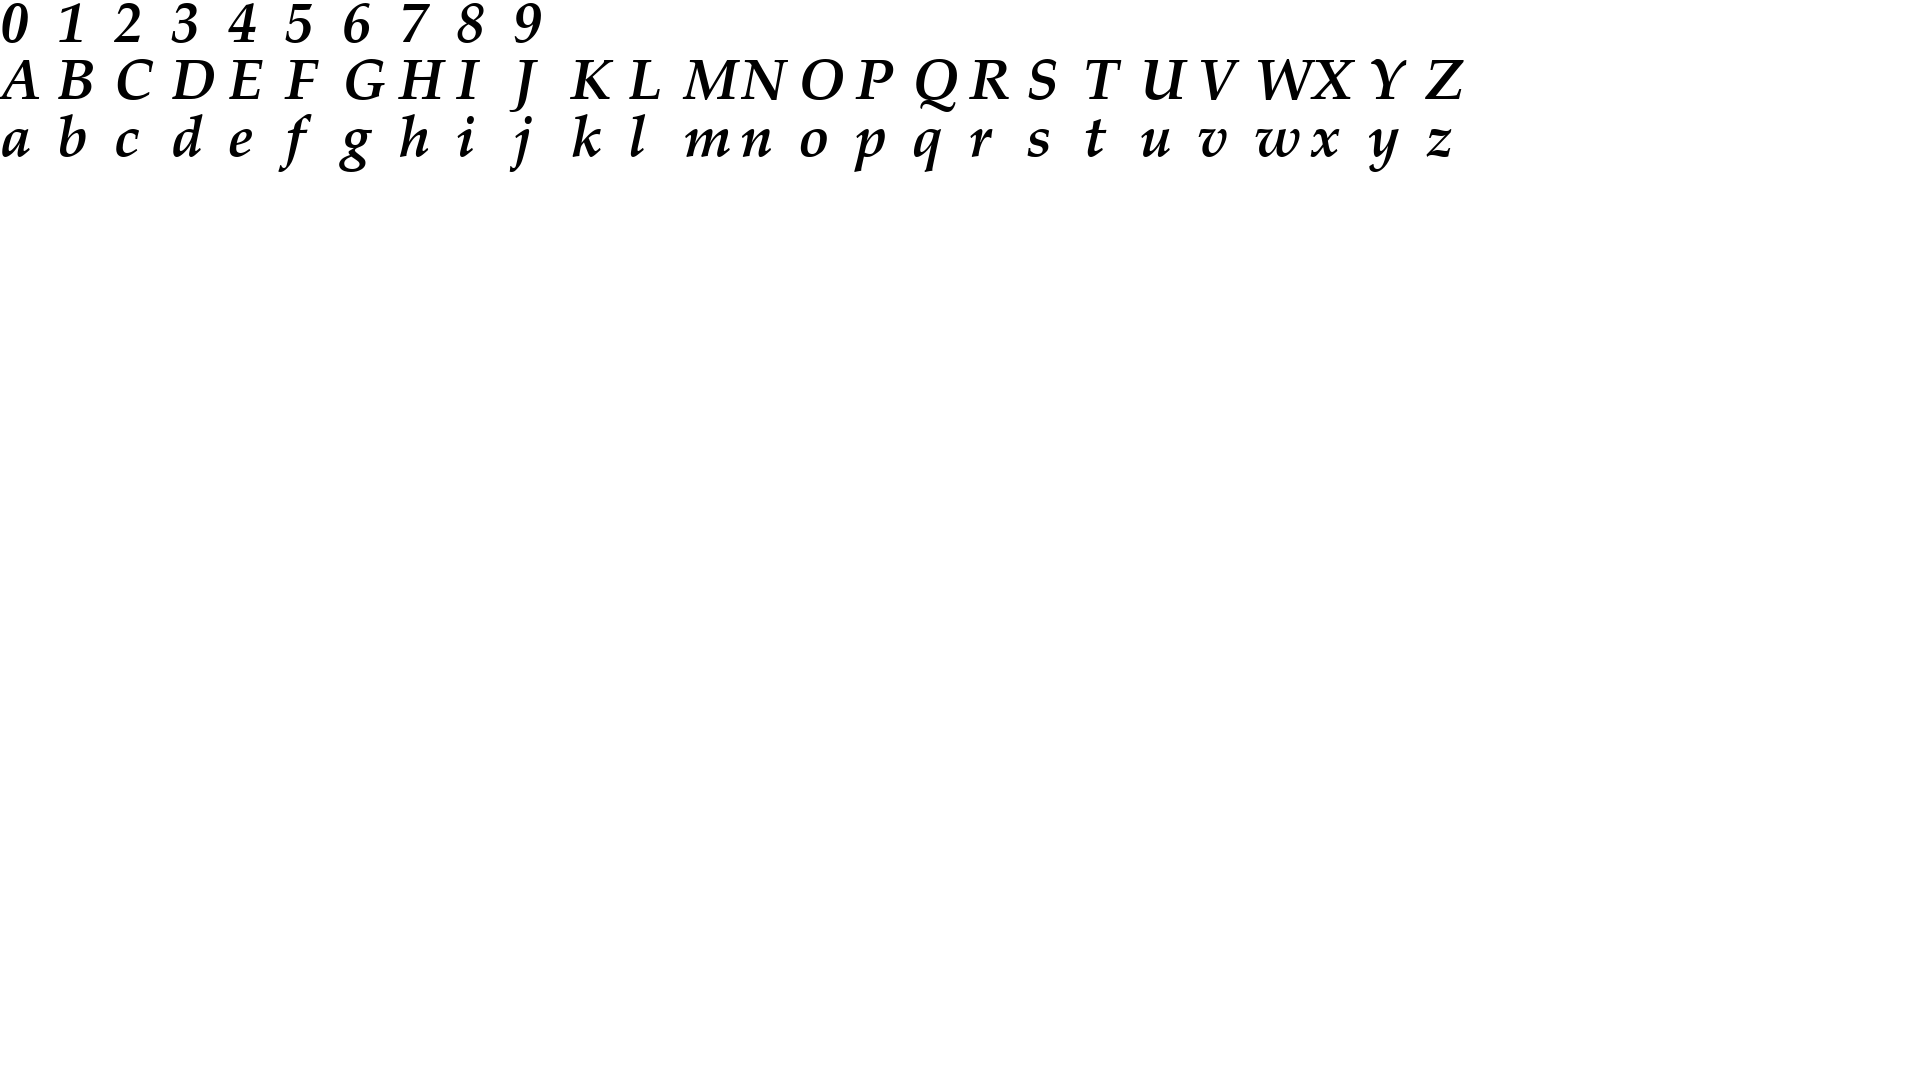 0 1 2 3 4 5 6 7 8 9
A B C D E F G H I J K L M N O P Q R S T U V W X Y Z
a b c d e f g h i j k l m n o p q r s t u v w x y z